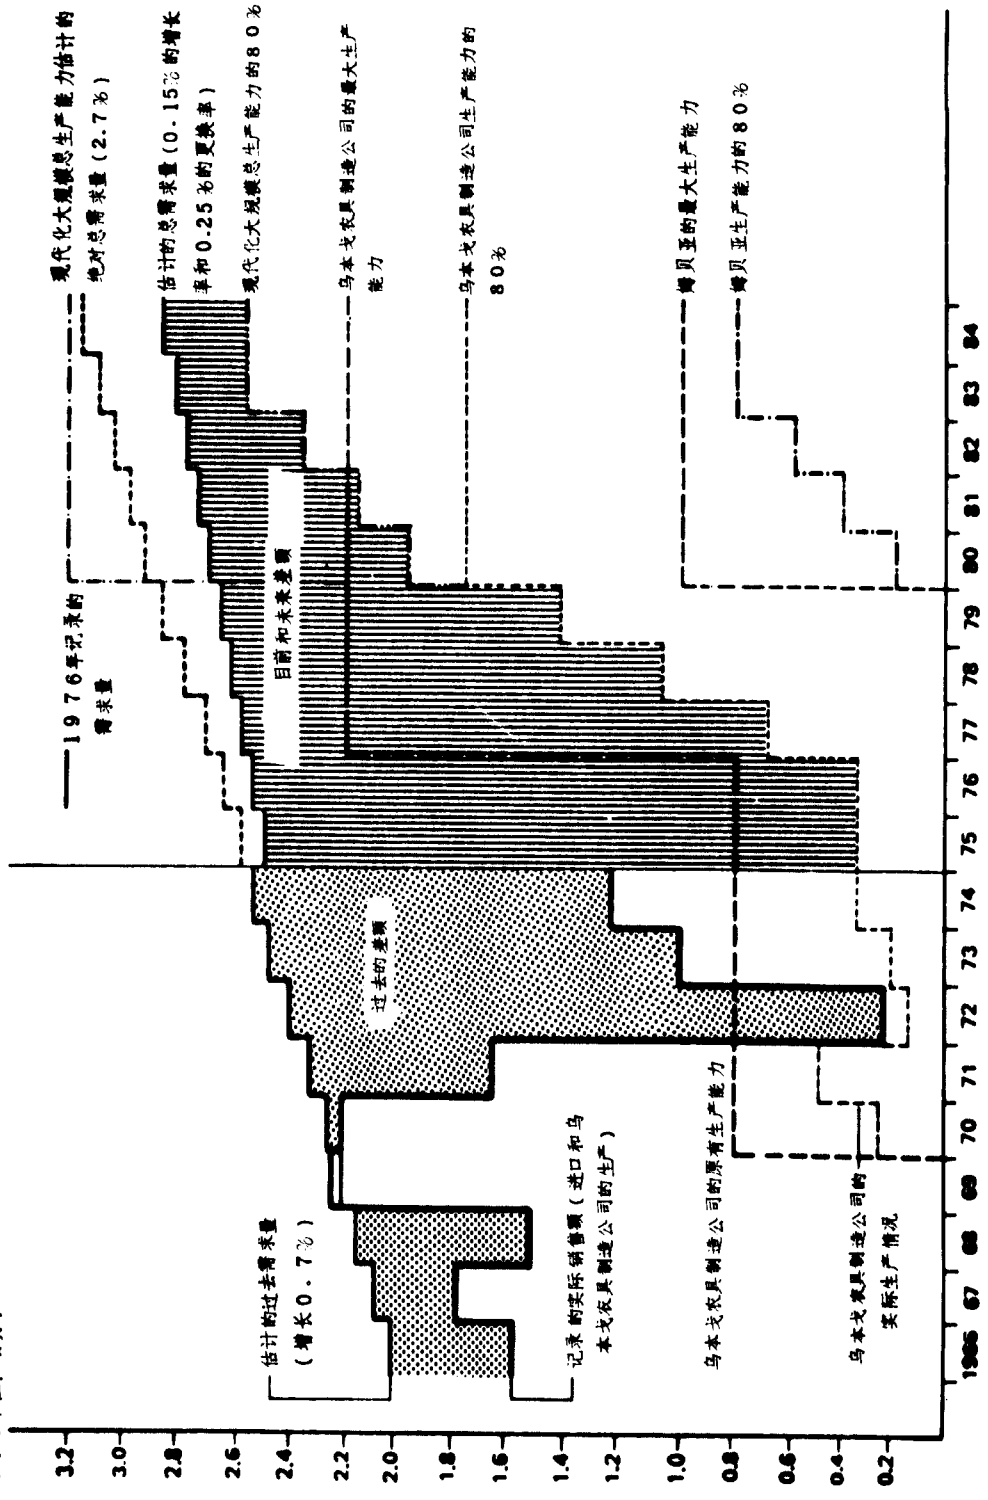 现代化大规模总生产能力估计的
绝对总需求量(2.7%)
估计的总需求量(0.15%的增长
率和0.25%的更换率)
现代化大规模总生产能力的80%
乌本戈农具制造公司的最大生产
能力
乌本戈农具制造公司生产能力的
80%
姆贝亚的最大生产能力
姆贝亚生产能力的80%
1976年记录的
需求量
目前和未来差额
过去的差额
估计的过去需求量
(增长0.7%)
记录的实际销售额(进口和乌
本戈农具制造公司的生产)
乌本戈农具制造公司的原有生产能力
乌本戈农具制造公司的
实际生产情况
3.2
3.0
2.8
2.6
2.4
2.2
2.0
1.8
1.6
1.4
1.2
1.0
0.8
0.6
0.4
0.2
1966 67 68 69 70 71 72 73 74 75 76 77 78 79 80 81 82 83 84